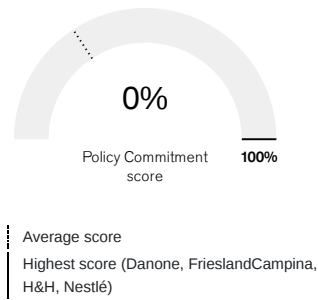 0%
Policy Commitment
score
100%
Average score
Highest score (Danone, FrieslandCampina,
H&H, Nestlé)